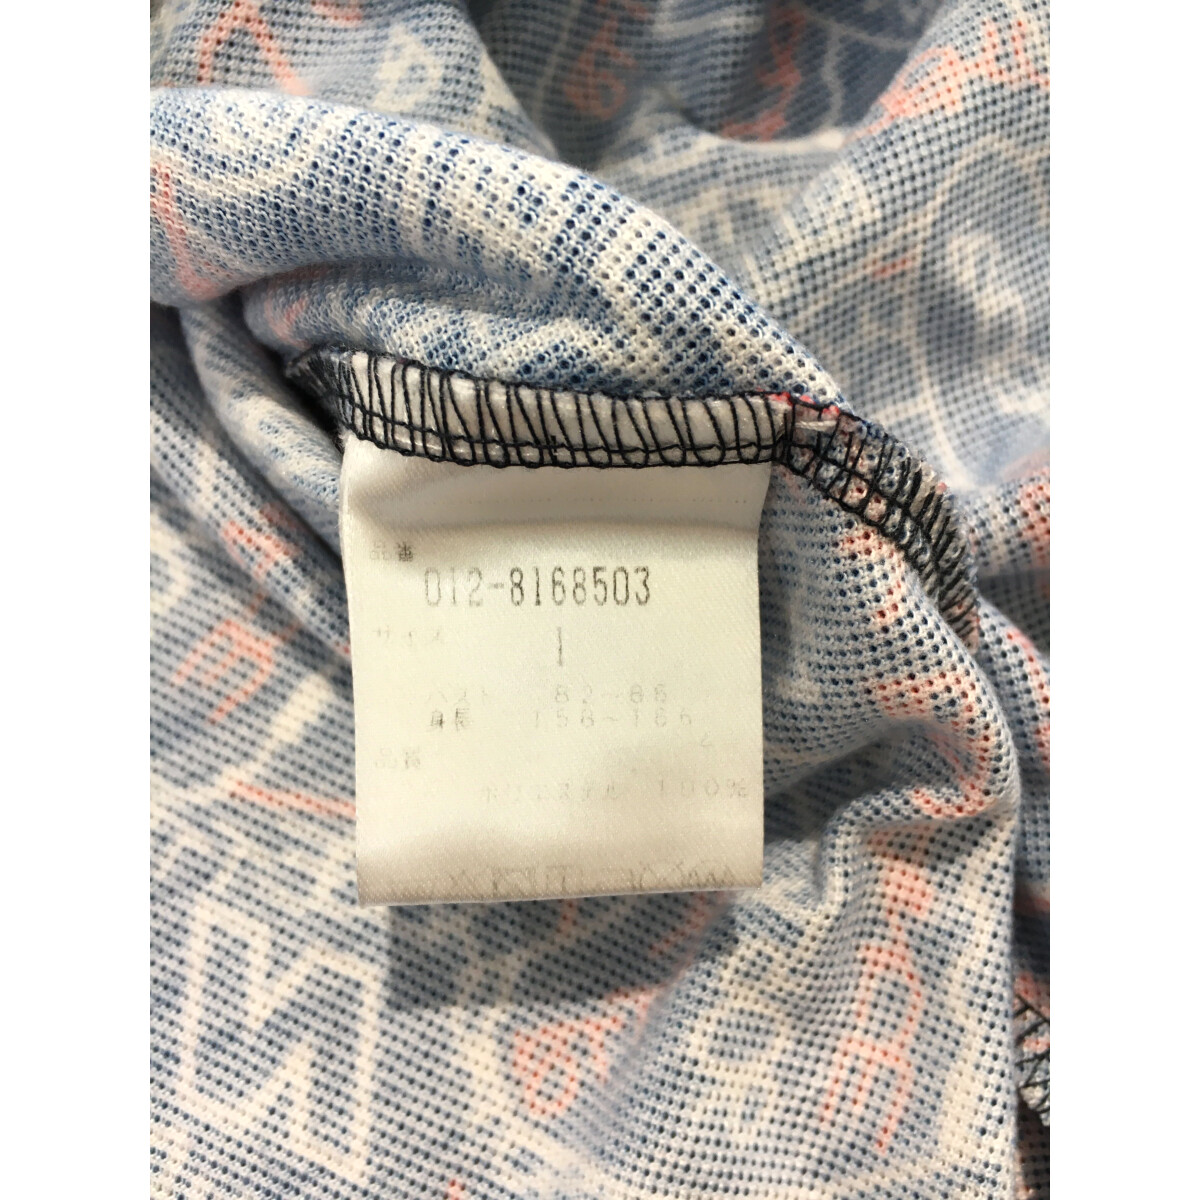 品番
012-8168503
サイズ
1
バスト 82~86
身長 158~166
品質
ポリエステル 100%